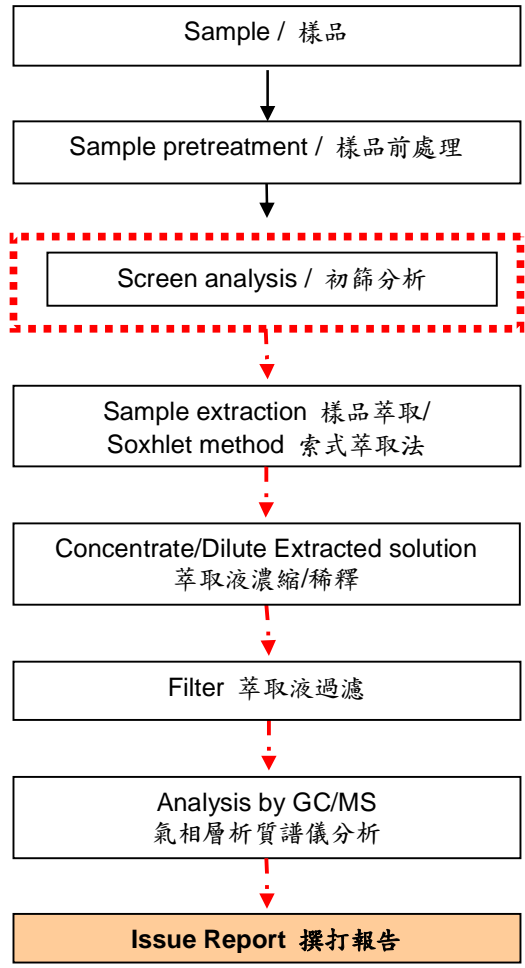 Sample / 樣品
Sample pretreatment / 樣品前處理
Screen analysis / 初篩分析
Sample extraction 樣品萃取/
Soxhlet method 索式萃取法
Concentrate/Dilute Extracted solution
萃取液濃縮/稀釋
Filter 萃取液過濾
Analysis by GC/MS
氣相層析質譜儀分析
Issue Report 撰打報告